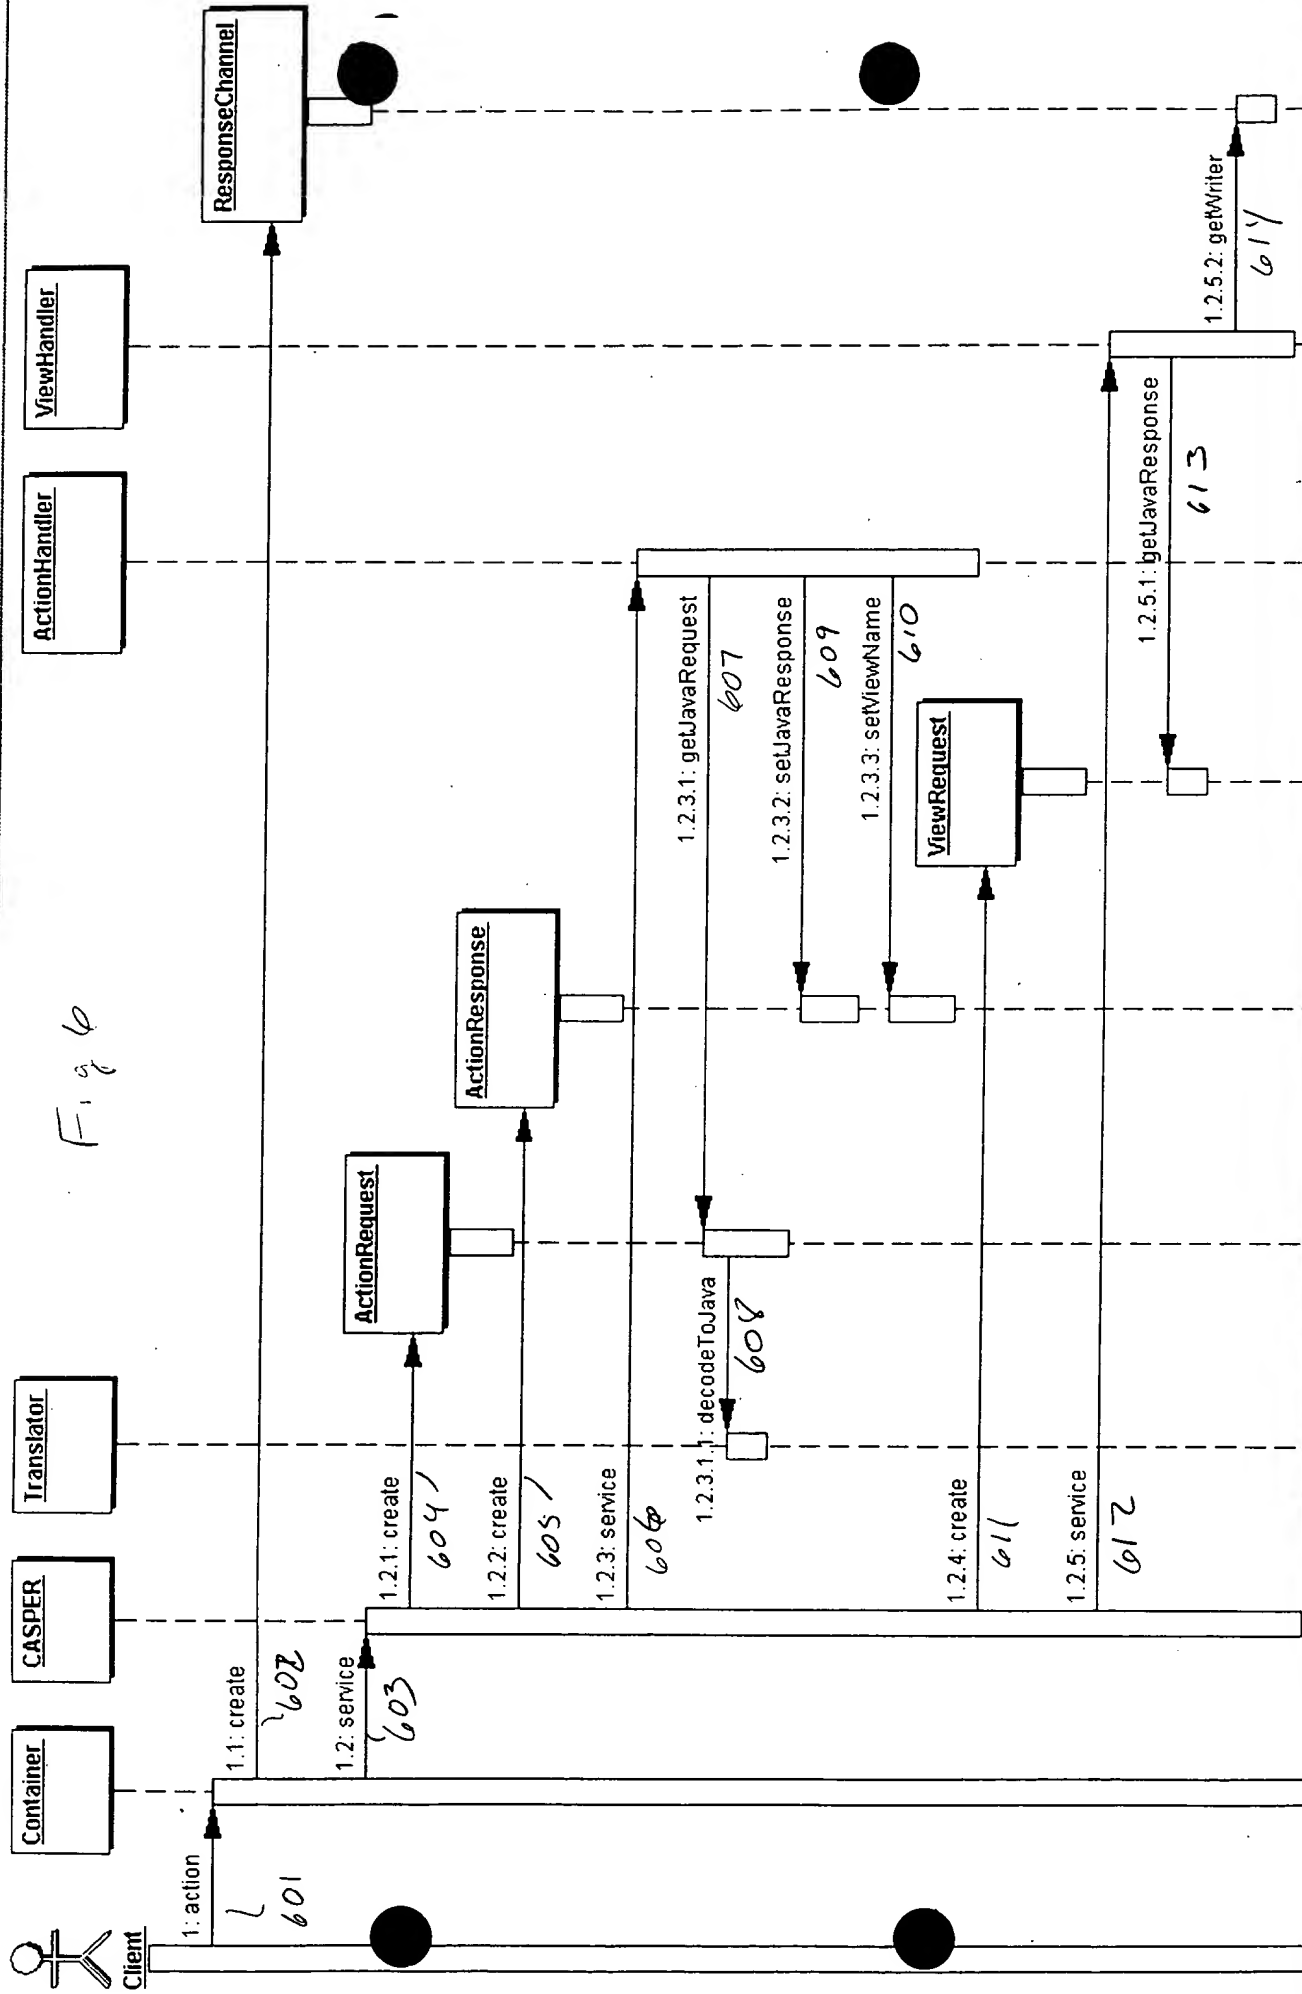 Fig 6
Client
Container
CASPER
Translator
ActionHandler
ViewHandler
ResponseChannel
1: action
601
1.1: create
602
1.2: service
603
ActionRequest
1.2.1: create
604
ActionResponse
1.2.2: create
605
1.2.3: service
606
1.2.3.1: getJavaRequest
607
1.2.3.1.1: decodeToJava
608
1.2.3.2: setJavaResponse
609
1.2.3.3: setViewName
610
ViewRequest
1.2.4: create
611
1.2.5: service
612
1.2.5.1: getJavaResponse
613
1.2.5.2: getWriter
614